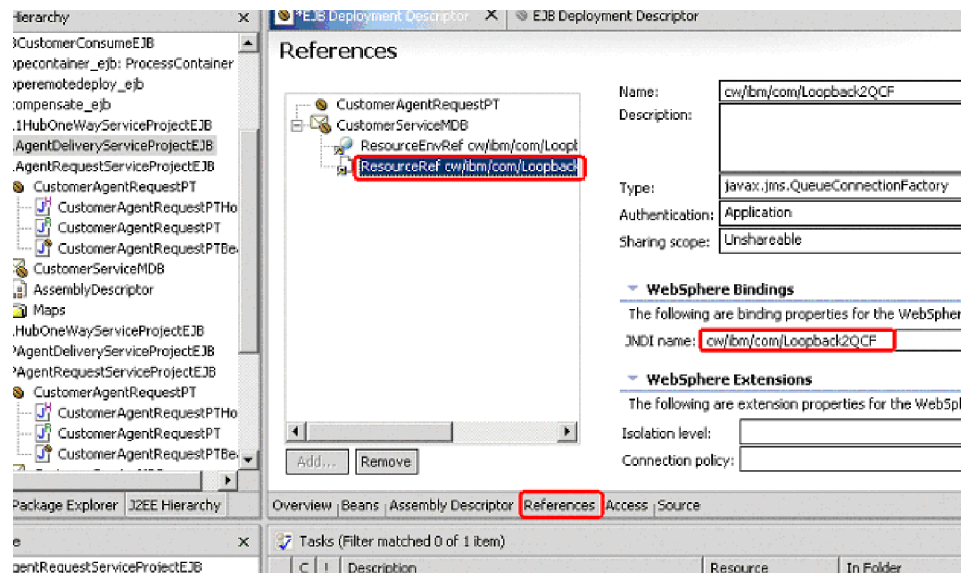 Hierarchy
*EJB Deployment Descriptor
EJB Deployment Descriptor
CustomerConsumeEJB
opecontainer_ejb: ProcessContainer
operemotedeploy_ejb
compensate_ejb
.1HubOneWayServiceProjectEJB
.AgentDeliveryServiceProjectEJB
.AgentRequestServiceProjectEJB
CustomerAgentRequestPT
CustomerAgentRequestPTHo
CustomerAgentRequestPT
CustomerAgentRequestPTBe
CustomerServiceMDB
AssemblyDescriptor
Maps
.HubOneWayServiceProjectEJB
AgentDeliveryServiceProjectEJB
AgentRequestServiceProjectEJB
CustomerAgentRequestPT
CustomerAgentRequestPTHo
CustomerAgentRequestPT
CustomerAgentRequestPTBe
Package Explorer J2EE Hierarchy
References
CustomerAgentRequestPT
CustomerServiceMDB
ResourceEnvRef cw/ibm/com/Loopb
ResourceRef cw/ibm/com/Loopback
Add... Remove
Name: cw/ibm/com/Loopback2QCF
Description:
Type: javax.jms.QueueConnectionFactory
Authentication: Application
Sharing scope: Unshareable
WebSphere Bindings
The following are binding properties for the WebSpher
JNDI name: cw/ibm/com/Loopback2QCF
WebSphere Extensions
The following are extension properties for the WebSpl
Isolation level:
Connection policy:
Overview Beans Assembly Descriptor References Access Source
e
Tasks (Filter matched 0 of 1 item)
gentRequestServiceProjectEJB
C ! Description Resource In Folder